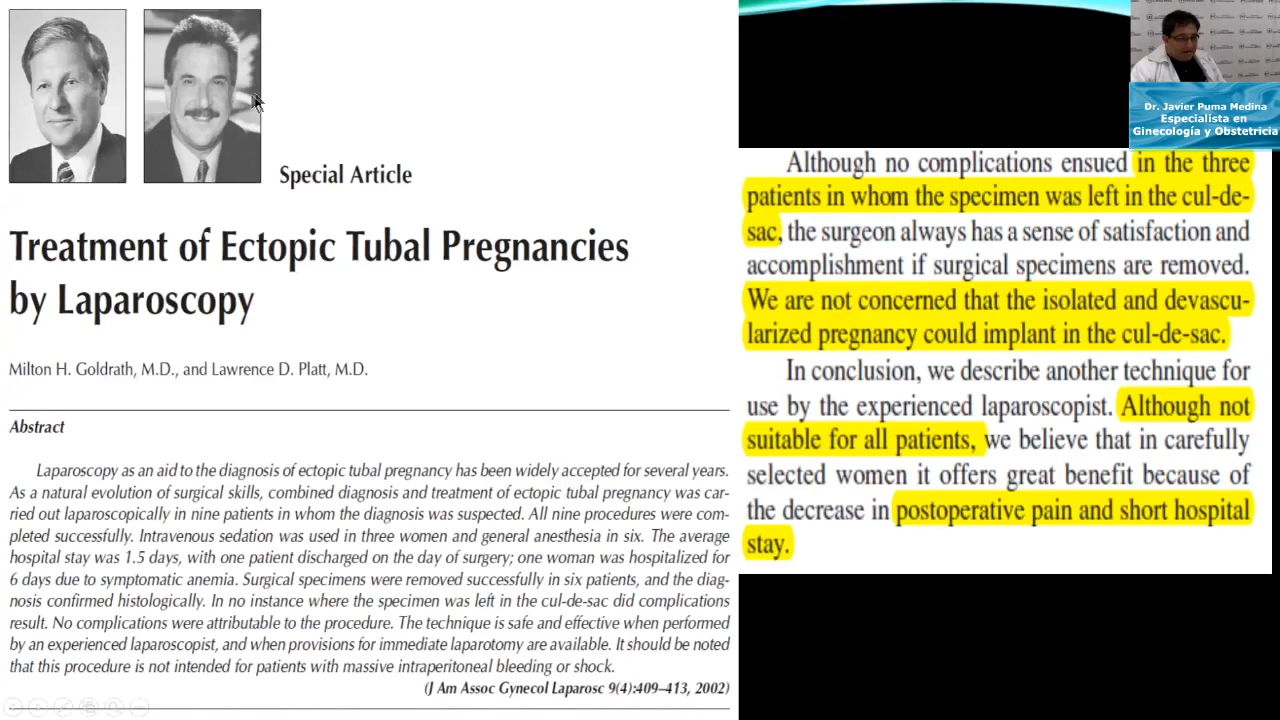 Special Article
Treatment of Ectopic Tubal Pregnancies
by Laparoscopy
Milton H. Goldrath, M.D., and Lawrence D. Platt, M.D.
Abstract
Laparoscopy as an aid to the diagnosis of ectopic tubal pregnancy has been widely accepted for several years.
As a natural evolution of surgical skills, combined diagnosis and treatment of ectopic tubal pregnancy was car-
ried out laparoscopically in nine patients in whom the diagnosis was suspected. All nine procedures were com-
pleted successfully. Intravenous sedation was used in three women and general anesthesia in six. The average
hospital stay was 1.5 days, with one patient discharged on the day of surgery; one woman was hospitalized for
6 days due to symptomatic anemia. Surgical specimens were removed successfully in six patients, and the diag-
nosis confirmed histologically. In no instance where the specimen was left in the cul-de-sac did complications
result. No complications were attributable to the procedure. The technique is safe and effective when performed
by an experienced laparoscopist, and when provisions for immediate laparotomy are available. It should be noted
that this procedure is not intended for patients with massive intraperitoneal bleeding or shock.
(J Am Assoc Gynecol Laparosc 9(4):409–413, 2002)
Dr. Javier Puma Medina
Especialista en
Ginecología y Obstetricia
Although no complications ensued in the three
patients in whom the specimen was left in the cul-de-
sac, the surgeon always has a sense of satisfaction and
accomplishment if surgical specimens are removed.
We are not concerned that the isolated and devascu-
larized pregnancy could implant in the cul-de-sac.
In conclusion, we describe another technique for
use by the experienced laparoscopist. Although not
suitable for all patients, we believe that in carefully
selected women it offers great benefit because of
the decrease in postoperative pain and short hospital
stay.